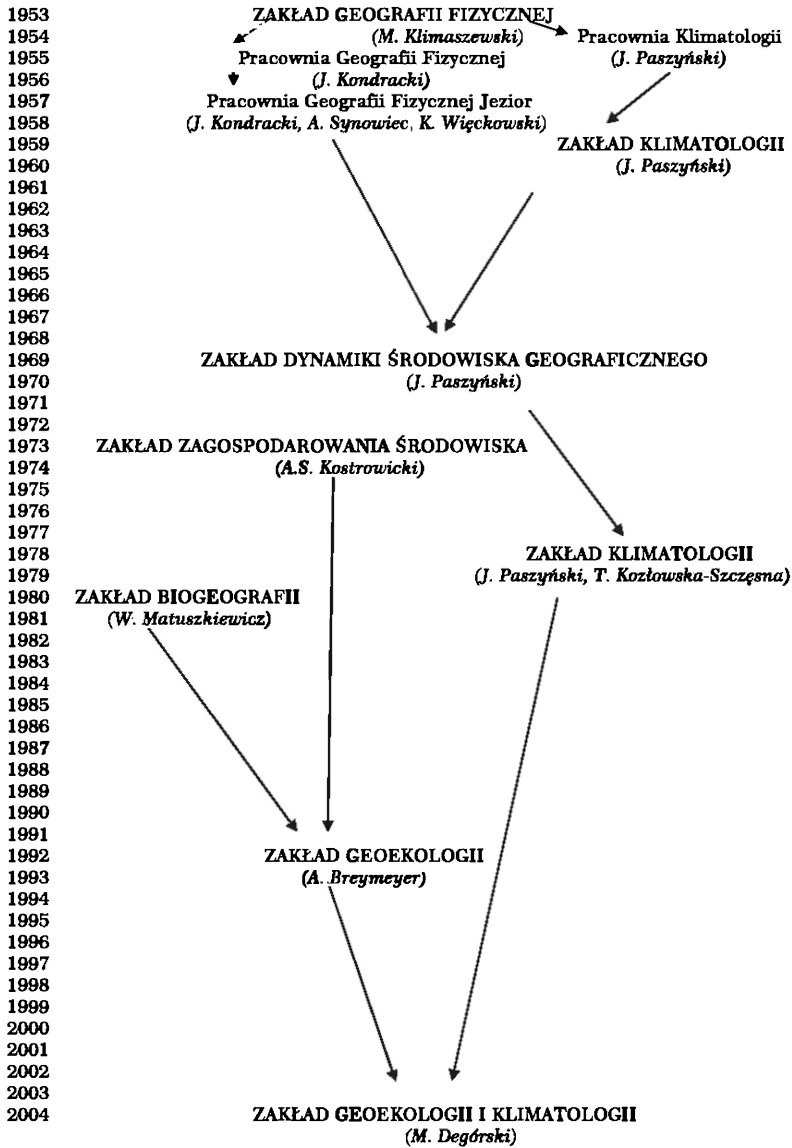 1953 ZAKŁAD GEOGRAFII FIZYCZNEJ
1954 (M. Klimaszewski) Pracownia Klimatologii
1955 Pracownia Geografii Fizycznej (J. Paszyński)
1956 (J. Kondracki)
1957 Pracownia Geografii Fizycznej Jezior
1958 (J. Kondracki, A. Synowiec, K. Więckowski)
1959 ZAKŁAD KLIMATOLOGII
1960 (J. Paszyński)
1961
1962
1963
1964
1965
1966
1967
1968
1969 ZAKŁAD DYNAMIKI ŚRODOWISKA GEOGRAFICZNEGO
1970 (J. Paszyński)
1971
1972
1973 ZAKŁAD ZAGOSPODAROWANIA ŚRODOWISKA
1974 (A.S. Kostrowicki)
1975
1976
1977
1978 ZAKŁAD KLIMATOLOGII
1979 (J. Paszyński, T. Kozłowska-Szczęsna)
1980 ZAKŁAD BIOGEOGRAFII
1981 (W. Matuszkiewicz)
1982
1983
1984
1985
1986
1987
1988
1989
1990
1991
1992 ZAKŁAD GEOEKOLOGII
1993 (A. Breymeyer)
1994
1995
1996
1997
1998
1999
2000
2001
2002
2003
2004 ZAKŁAD GEOEKOLOGII I KLIMATOLOGII
(M. Degórski)